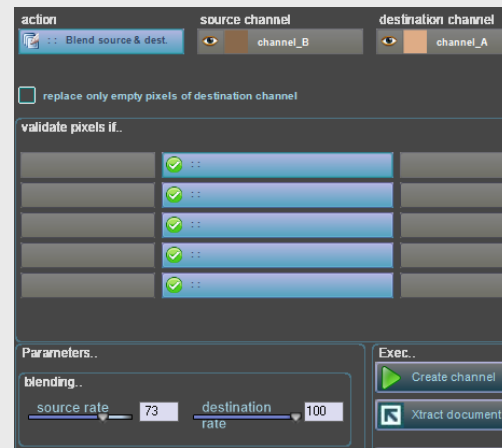 action source channel destination channel
:: Blend source & dest. channel_B channel_A
replace only empty pixels of destination channel
validate pixels if..
::
::
::
::
::
Parameters.. Exec..
blending.. Create channel
source rate 73 destination rate 100
Xtract document